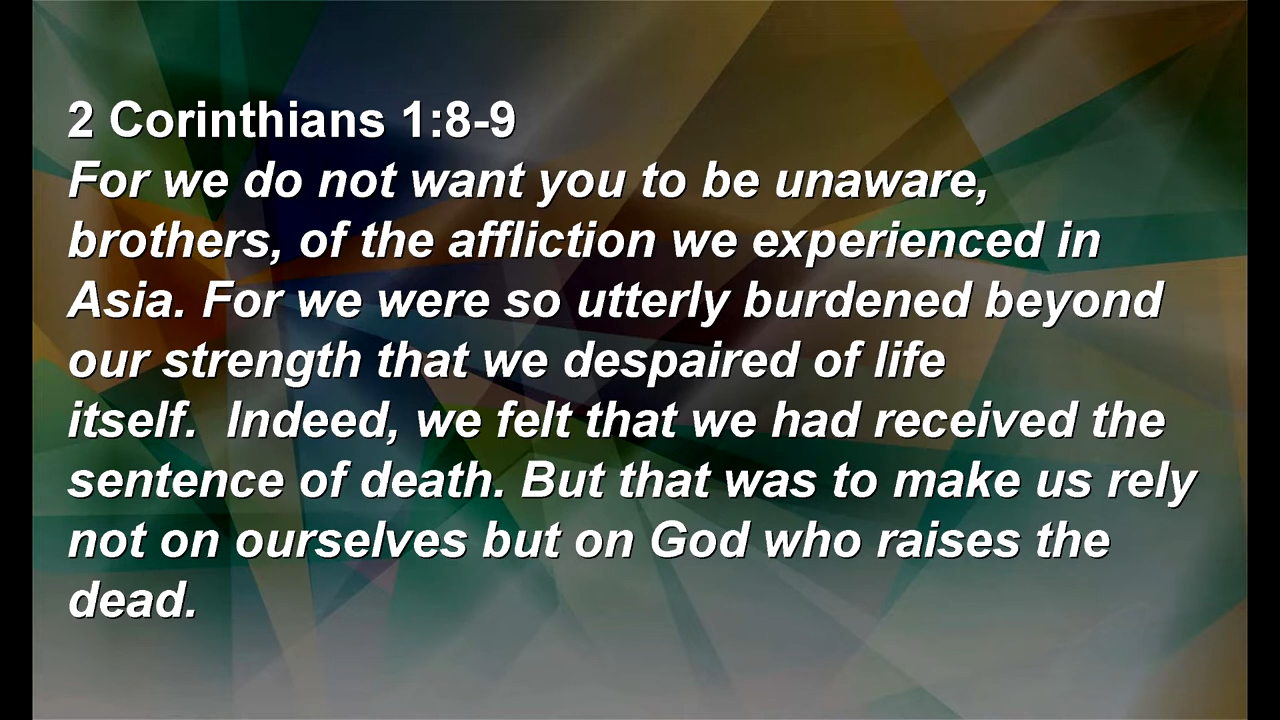 2 Corinthians 1:8-9
For we do not want you to be unaware,
brothers, of the affliction we experienced in
Asia. For we were so utterly burdened beyond
our strength that we despaired of life
itself.  Indeed, we felt that we had received the
sentence of death. But that was to make us rely
not on ourselves but on God who raises the
dead.